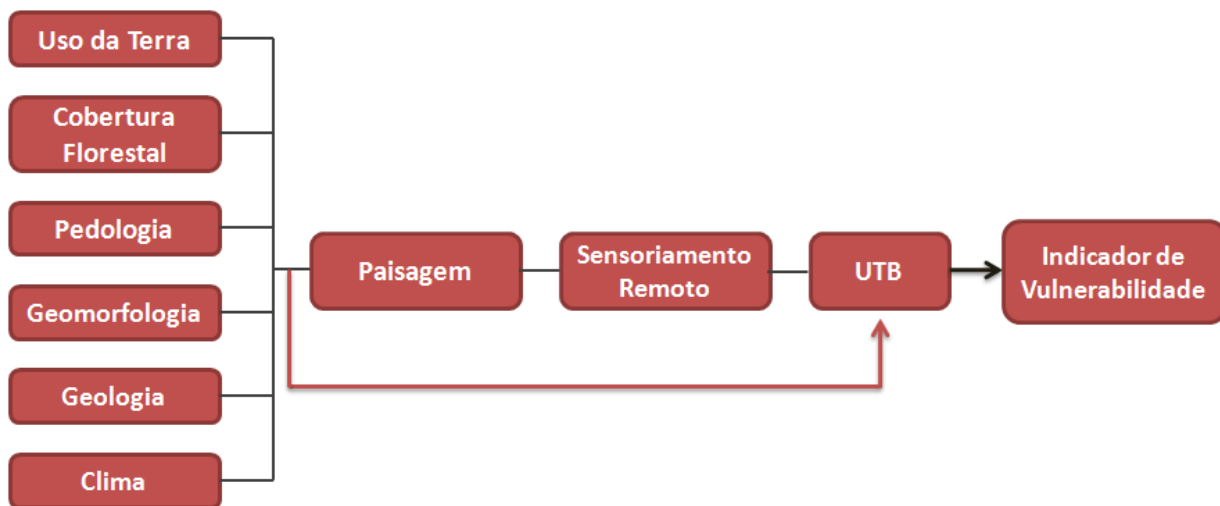 Uso da Terra
Cobertura
Florestal
Pedologia
Geomorfologia
Geologia
Clima
Paisagem
Sensoriamento
Remoto
UTB
Indicador de
Vulnerabilidade